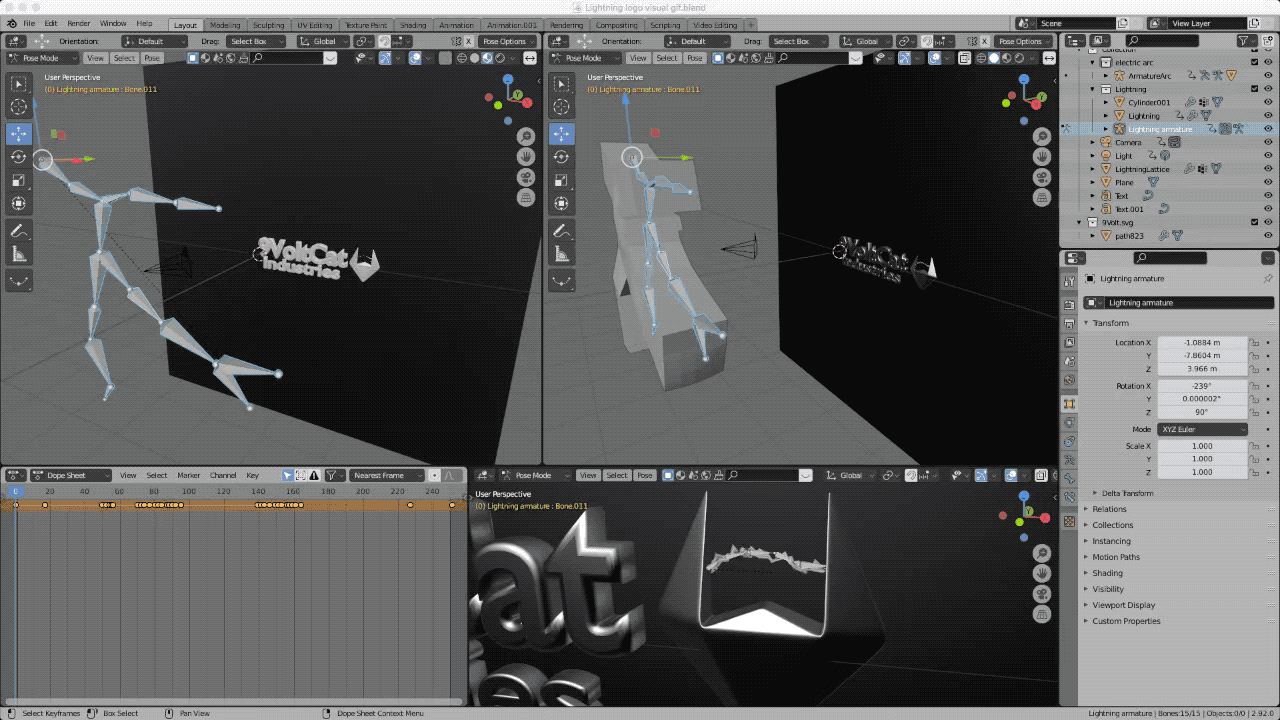 Lightning logo visual gif.blend
File Edit Render Window Help Layout Modeling Sculpting UV Editing Texture Paint Shading Animation Animation.001 Rendering Compositing Scripting Video Editing + Scene View Layer
Orientation: Default Drag: Select Box Global X Pose Options
Orientation: Default Drag: Select Box Global X Pose Options
Pose Mode View Select Pose
Pose Mode View Select Pose
User Perspective
(0) Lightning armature : Bone.011
User Perspective
(0) Lightning armature : Bone.011
9VoltCat
Industries
9VoltCat
Industries
Collection
electric arc
ArmatureArc
Lightning
Cylinder001
Lightning
Lightning armature
Camera
Light
LightningLattice
Plane
Text
Text.001
9Volt.svg
path823
Lightning armature
Lightning armature
Transform
Location X -1.0884 m
Y -7.8604 m
Z 3.966 m
Rotation X -239°
Y 0.000002°
Z 90°
Mode XYZ Euler
Scale X 1.000
Y 1.000
Z 1.000
Delta Transform
Relations
Collections
Instancing
Motion Paths
Shading
Visibility
Viewport Display
Custom Properties
Dope Sheet View Select Marker Channel Key Nearest Frame
0 20 40 60 80 100 120 140 160 180 200 220 240
Pose Mode View Select Pose Global
User Perspective
(0) Lightning armature : Bone.011
at
es
Select Keyframes Box Select Pan View Dope Sheet Context Menu
Lightning armature | Bones:15/15 | Objects:0/0 | 2.92.0